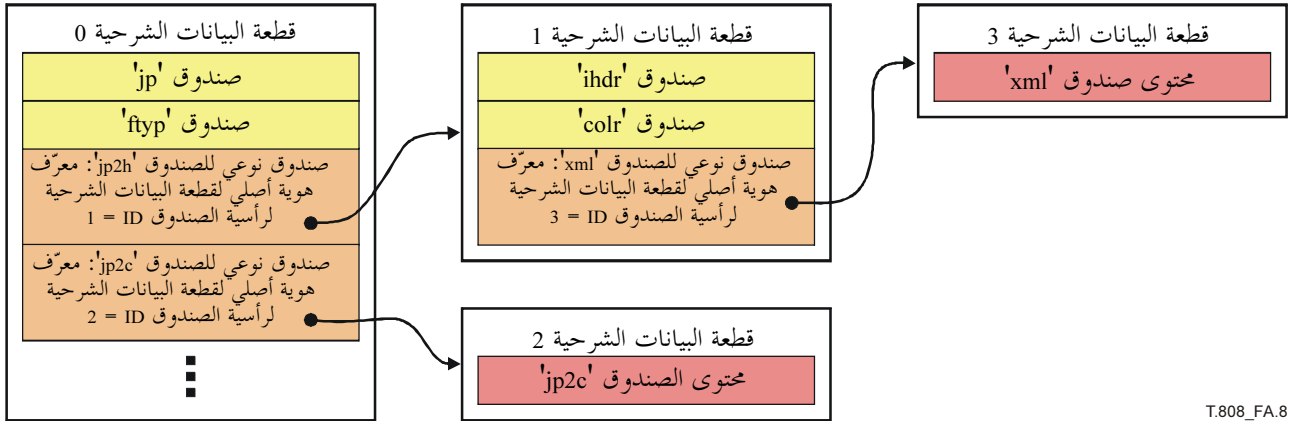 قطعة البيانات الشرحية 0
صندوق 'jp'
صندوق 'ftyp'
صندوق نوعي للصندوق 'jp2h': معرّف
هوية أصلي لقطعة البيانات الشرحية
لرأسية الصندوق ID = 1
صندوق نوعي للصندوق 'jp2c': معرّف
هوية أصلي لقطعة البيانات الشرحية
لرأسية الصندوق ID = 2
قطعة البيانات الشرحية 1
صندوق 'ihdr'
صندوق 'colr'
صندوق نوعي للصندوق 'xml': معرّف
هوية أصلي لقطعة البيانات الشرحية
لرأسية الصندوق ID = 3
قطعة البيانات الشرحية 3
محتوى صندوق 'xml'
قطعة البيانات الشرحية 2
محتوى الصندوق 'jp2c'
T.808_FA.8